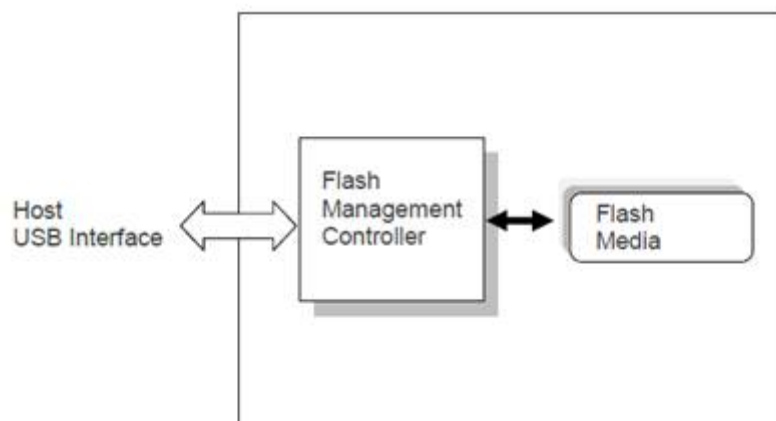 Host
USB Interface
Flash
Management
Controller
Flash
Media